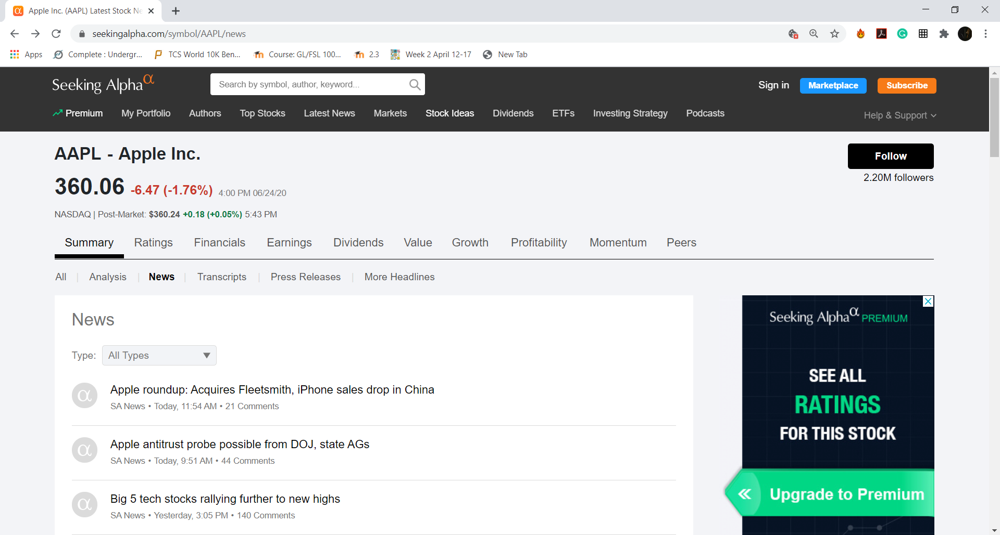 Apple Inc. (AAPL) Latest Stock Ne
seekingalpha.com/symbol/AAPL/news
Apps
Complete : Undergr...
TCS World 10K Ben...
Course: GL/FSL 100...
2.3
Week 2 April 12-17
New Tab
Seeking Alphaα
Search by symbol, author, keyword...
Sign in
Marketplace
Subscribe
Premium
My Portfolio
Authors
Top Stocks
Latest News
Markets
Stock Ideas
Dividends
ETFs
Investing Strategy
Podcasts
Help & Support
AAPL - Apple Inc.
Follow
2.20M followers
360.06 -6.47 (-1.76%) 4:00 PM 06/24/20
NASDAQ | Post-Market: $360.24 +0.18 (+0.05%) 5:43 PM
Summary
Ratings
Financials
Earnings
Dividends
Value
Growth
Profitability
Momentum
Peers
All | Analysis | News | Transcripts | Press Releases | More Headlines
News
Type: All Types
α
Apple roundup: Acquires Fleetsmith, iPhone sales drop in China
SA News • Today, 11:54 AM • 21 Comments
α
Apple antitrust probe possible from DOJ, state AGs
SA News • Today, 9:51 AM • 44 Comments
α
Big 5 tech stocks rallying further to new highs
SA News • Yesterday, 3:05 PM • 140 Comments
Seeking Alphaα PREMIUM
SEE ALL
RATINGS
FOR THIS STOCK
« Upgrade to Premium